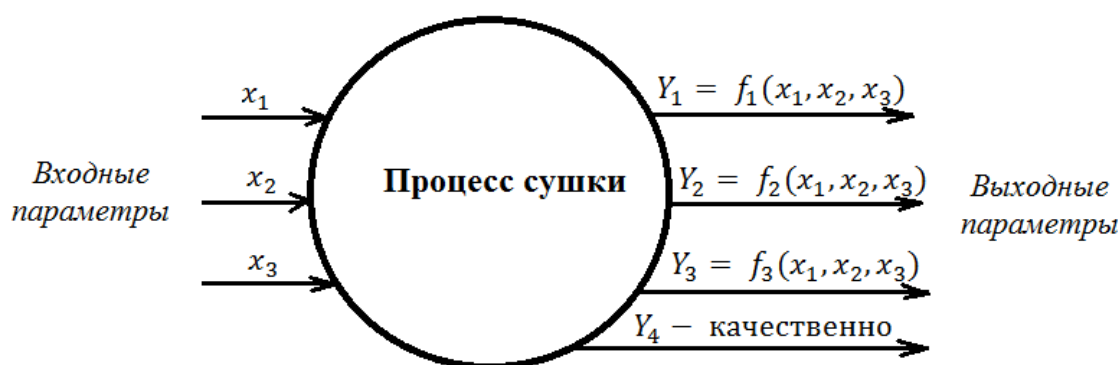 x₁
x₂
x₃
Входные
параметры
Процесс сушки
Y₁ = f₁(x₁, x₂, x₃)
Y₂ = f₂(x₁, x₂, x₃)
Y₃ = f₃(x₁, x₂, x₃)
Y₄ − качественно
Выходные
параметры